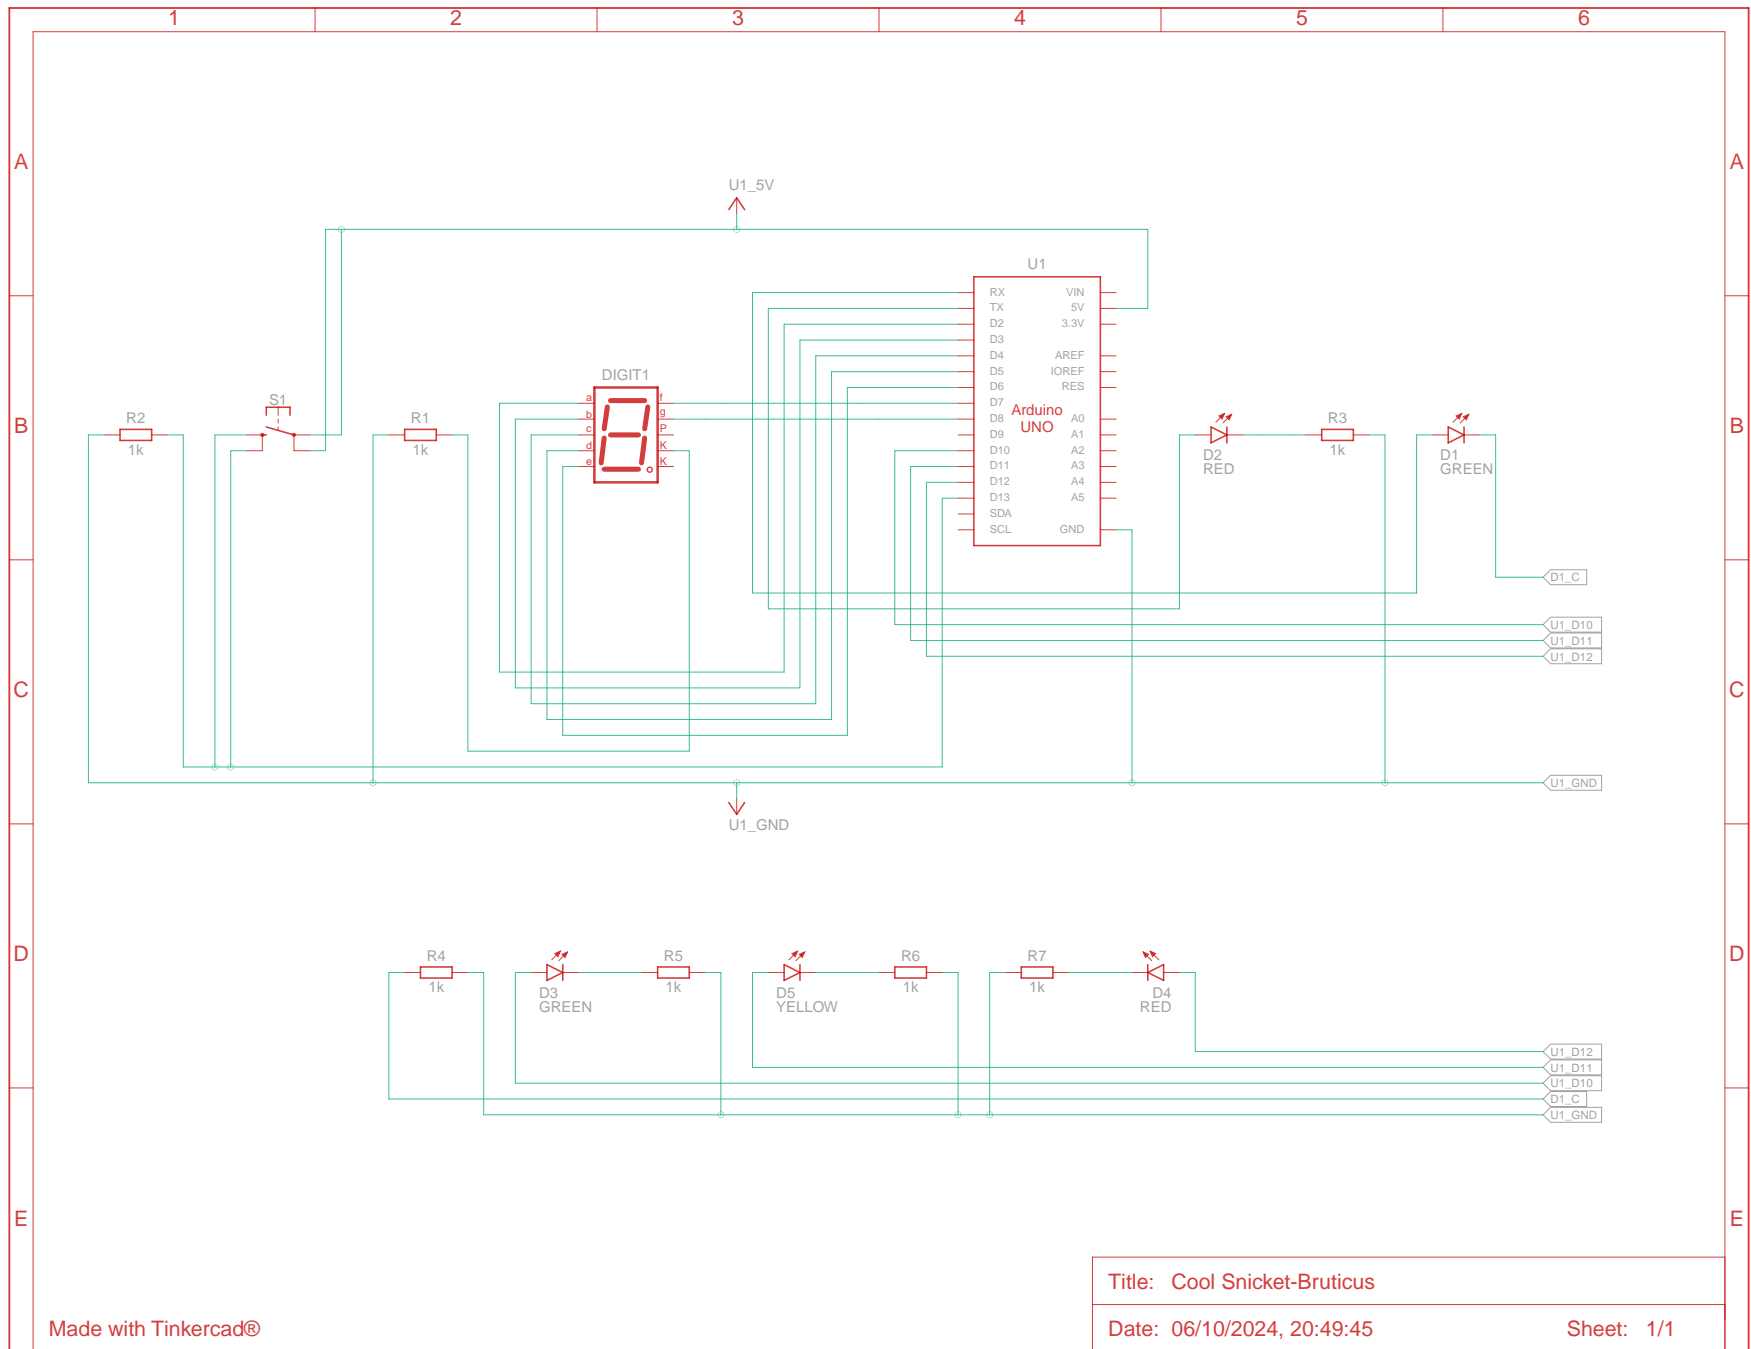 1 2 3 4 5 6
A A
U1_5V
U1
RX VIN
TX 5V
D2 3.3V
D3
D4 AREF
D5 IOREF
D6 RES
D7
D8 A0
D9 A1
D10 A2
D11 A3
D12 A4
D13 A5
SDA
SCL GND
Arduino
UNO
DIGIT1
a f
b g
c P
d K
e K
B B
R2
1k
S1
R1
1k
D2
RED
R3
1k
D1
GREEN
D1_C
U1_D10
U1_D11
U1_D12
C C
U1_GND
U1_GND
D D
R4
1k
D3
GREEN
R5
1k
D5
YELLOW
R6
1k
R7
1k
D4
RED
U1_D12
U1_D11
U1_D10
D1_C
U1_GND
E E
Title: Cool Snicket-Bruticus
Made with Tinkercad®
Date: 06/10/2024, 20:49:45 Sheet: 1/1